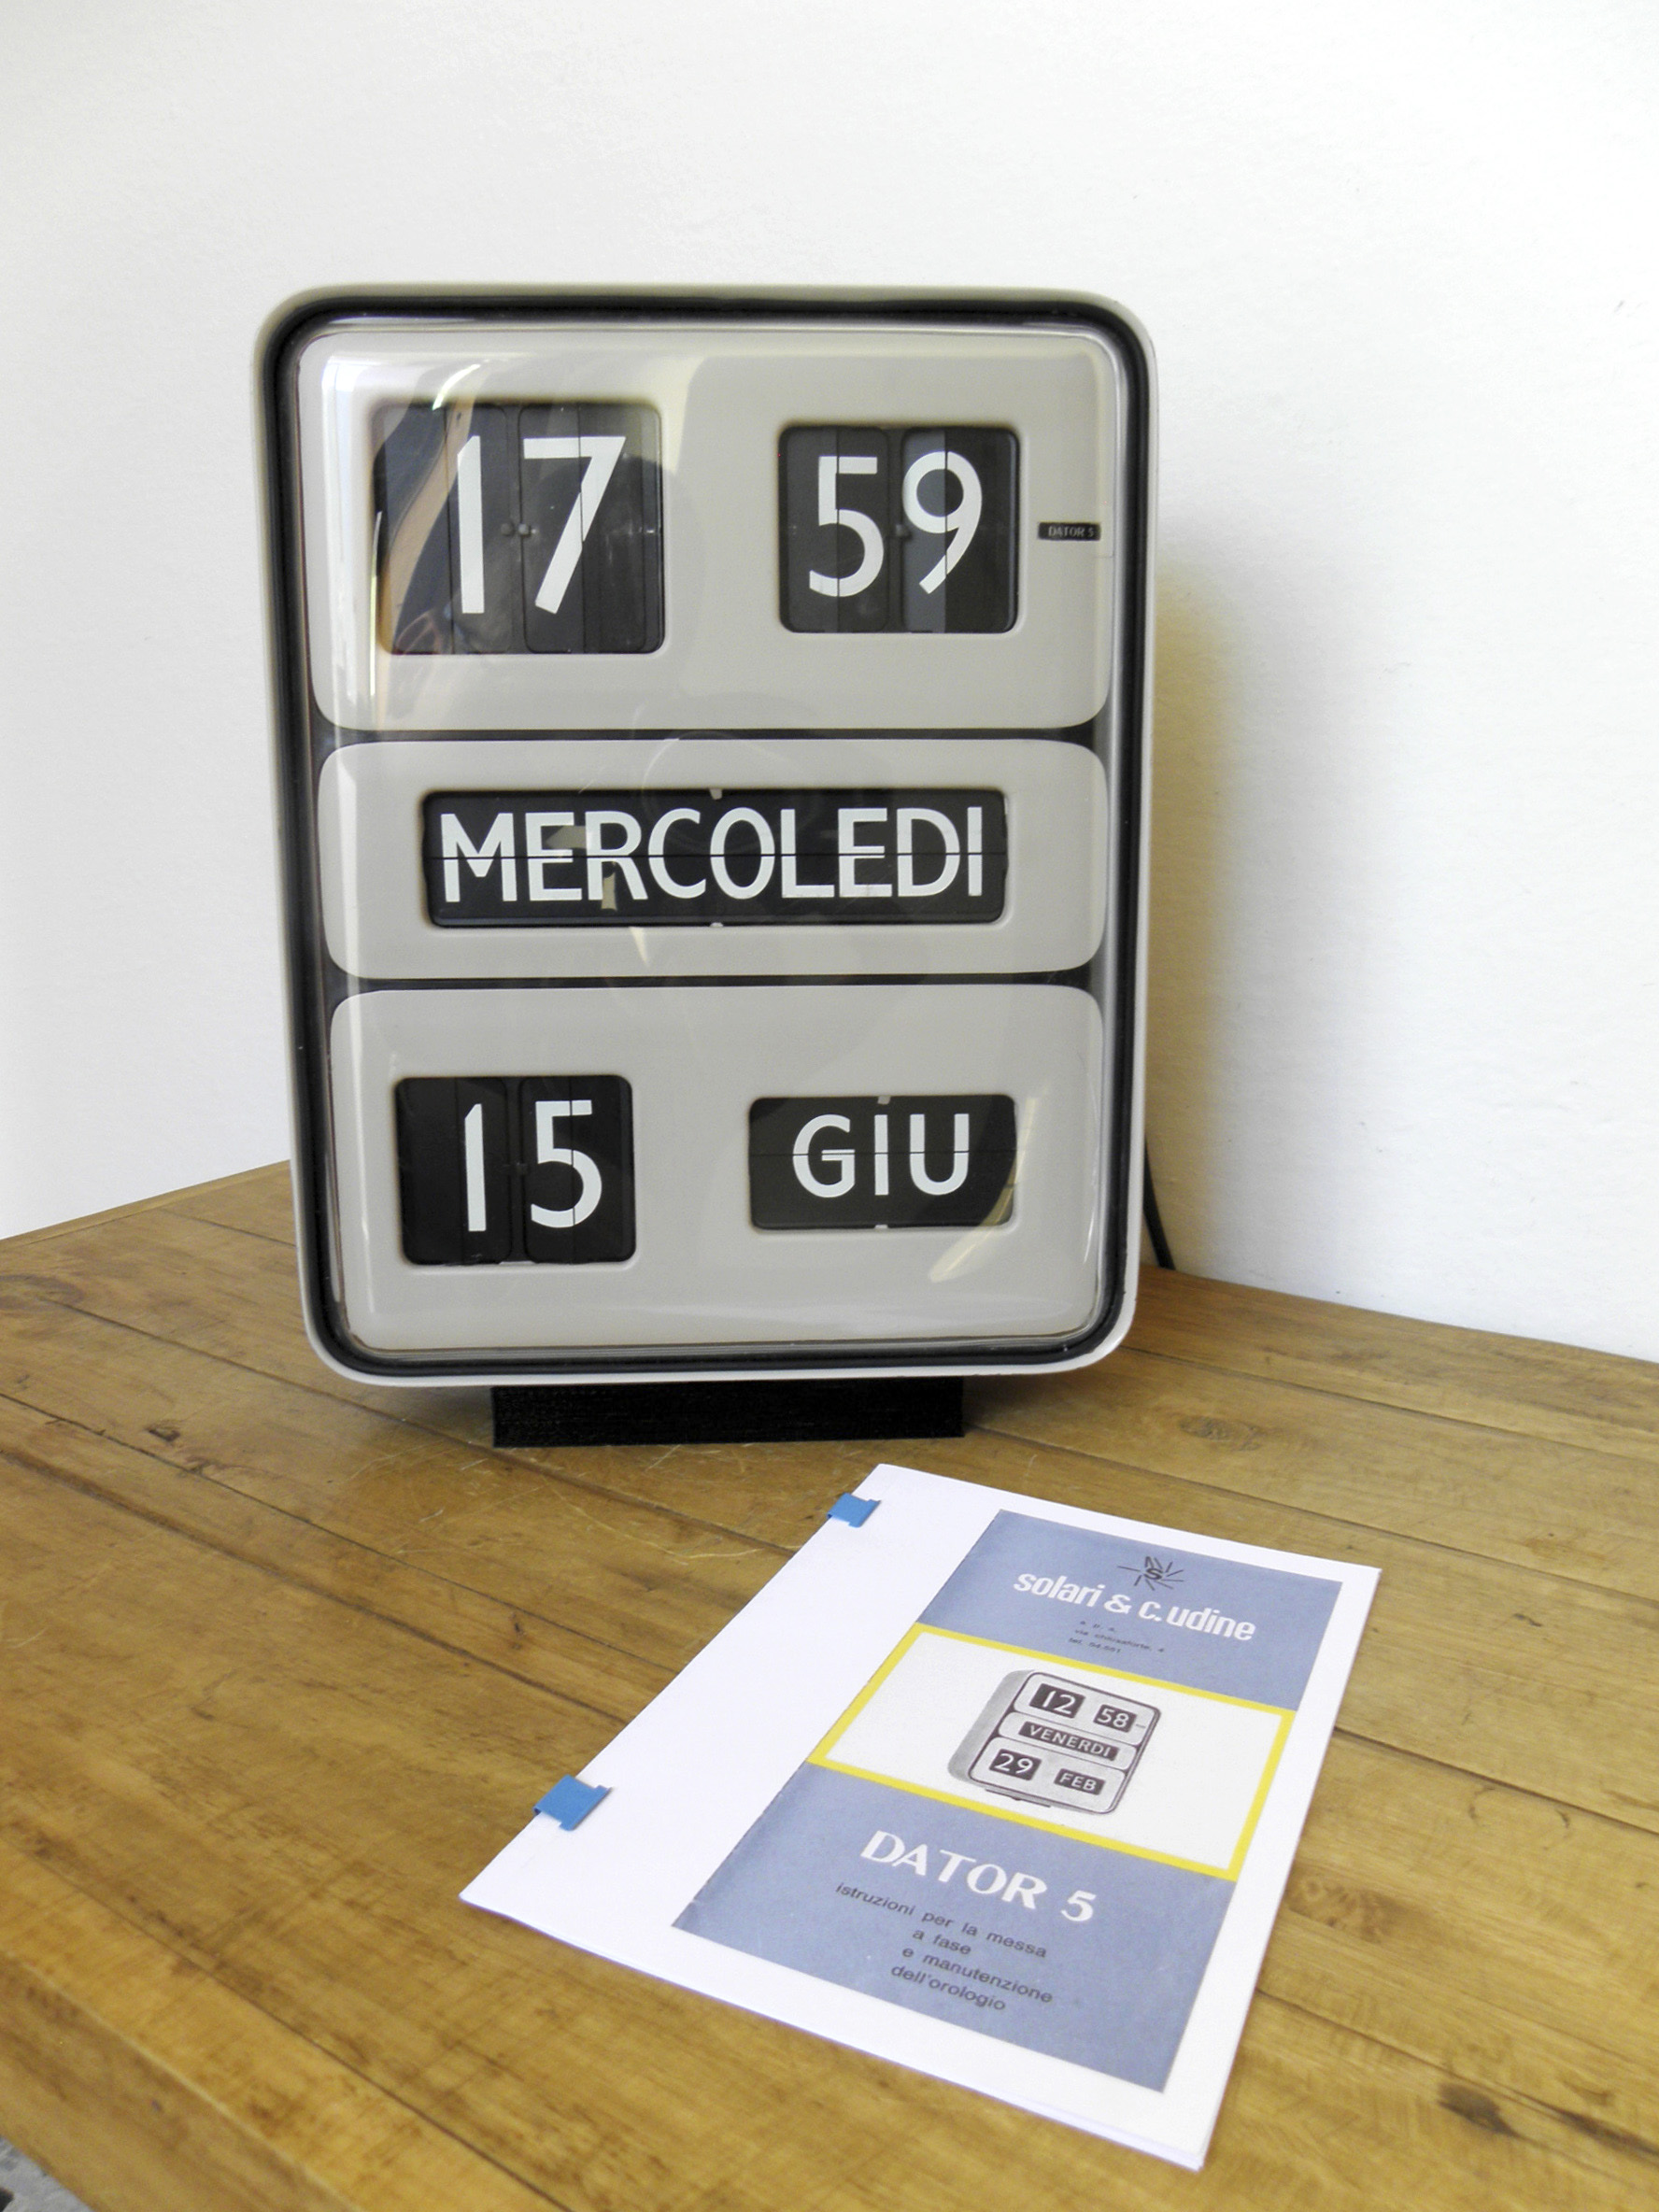 17 59
DATOR 5
MERCOLEDI
15 GIU
solari & c. udine
s. p. a.
12 58
VENERDI
29 FEB
DATOR 5
istruzioni per la messa
a fase
e manutenzione
dell'orologio